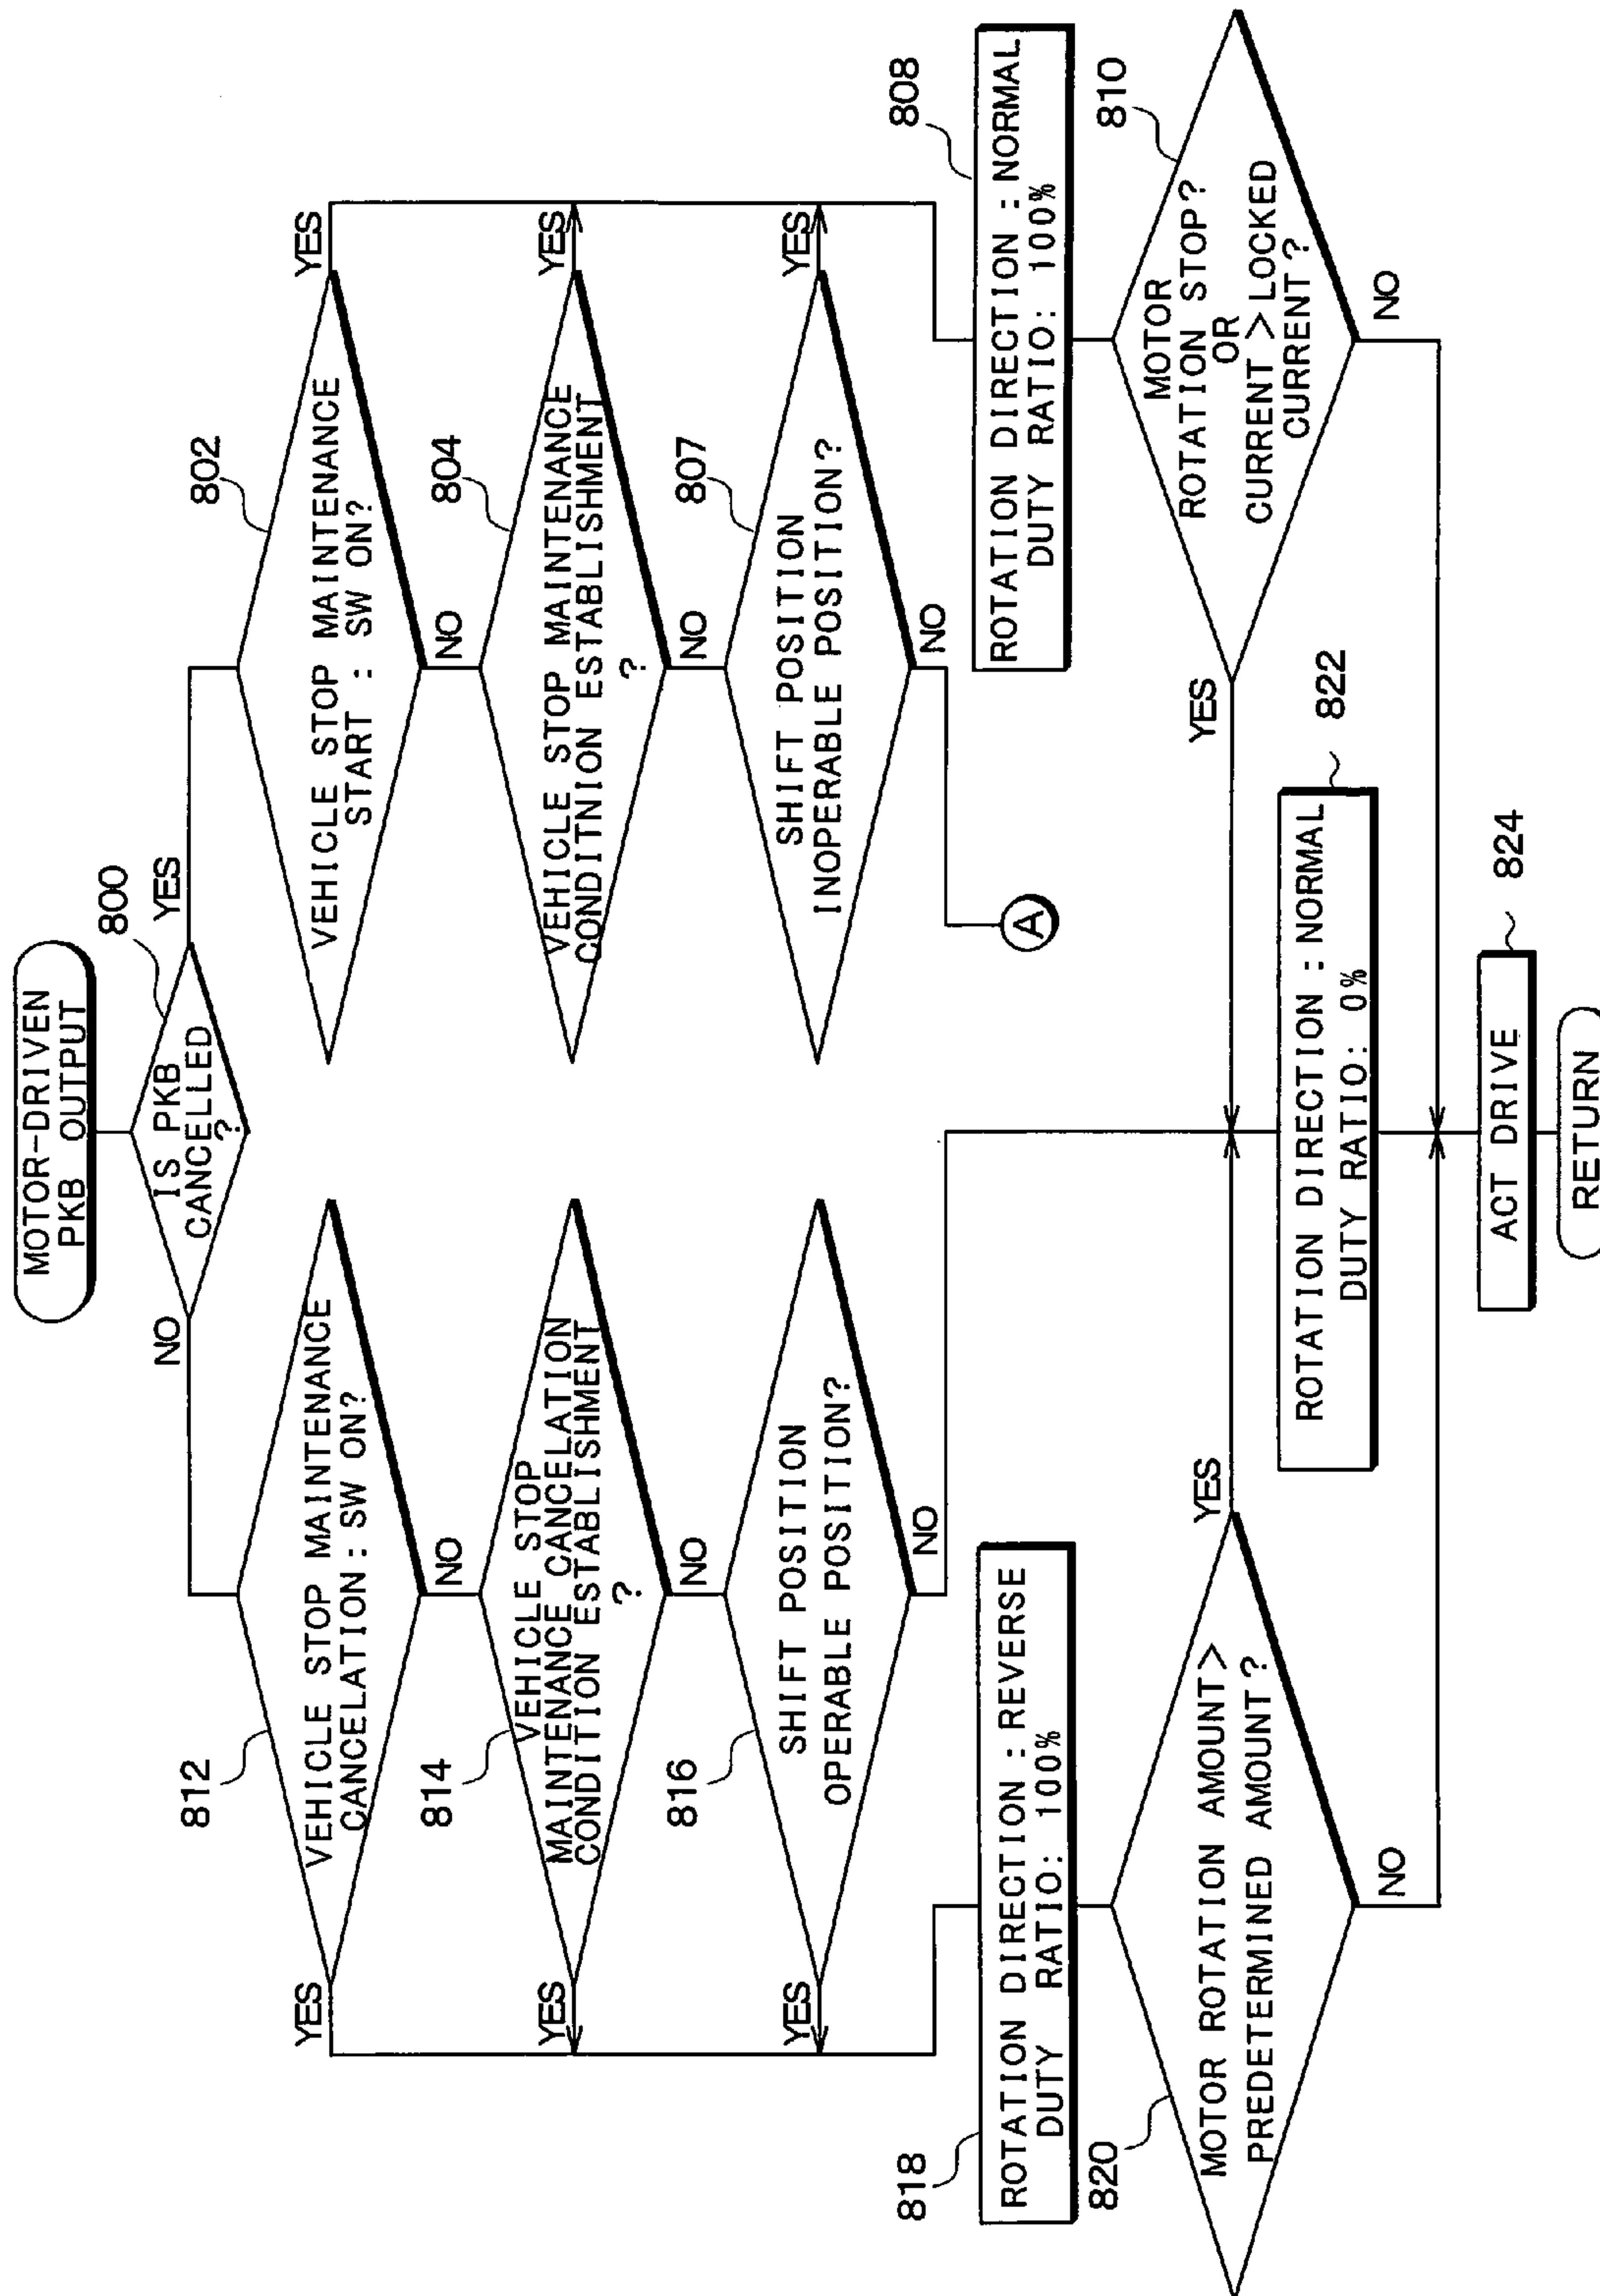 MOTOR-DRIVEN
PKB OUTPUT
800
IS PKB
CANCELLED
?
NO
YES
812
VEHICLE STOP MAINTENANCE
CANCELATION : SW ON?
YES
NO
802
VEHICLE STOP MAINTENANCE
START : SW ON?
YES
NO
814
VEHICLE STOP
MAINTENANCE CANCELATION
CONDITION ESTABLISHMENT
?
YES
NO
804
VEHICLE STOP MAINTENANCE
CONDITNION ESTABLISHMENT
?
YES
NO
816
SHIFT POSITION
OPERABLE POSITION?
YES
NO
807
SHIFT POSITION
INOPERABLE POSITION?
YES
NO
A
818
ROTATION DIRECTION : REVERSE
DUTY RATIO: 100%
808
ROTATION DIRECTION : NORMAL
DUTY RATIO: 100%
820
MOTOR ROTATION AMOUNT>
PREDETERMINED AMOUNT?
YES
NO
810
MOTOR
ROTATION STOP?
OR
CURRENT > LOCKED
CURRENT?
YES
NO
822
ROTATION DIRECTION : NORMAL
DUTY RATIO: 0%
824
ACT DRIVE
RETURN